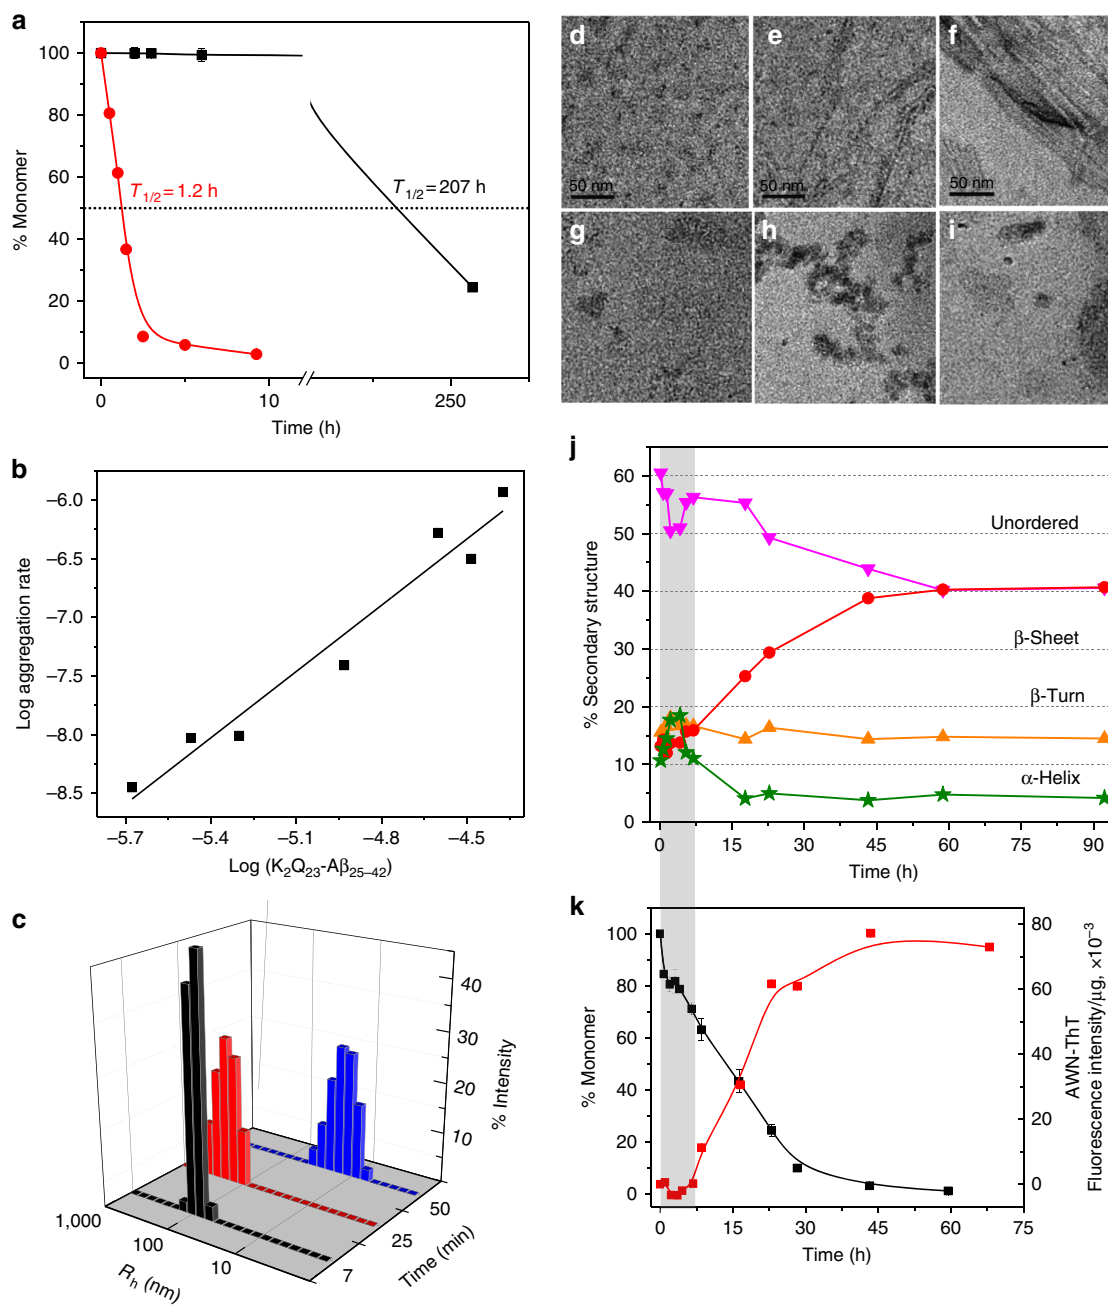 a
% Monomer
100
80
60
40
20
0
T1/2 = 1.2 h
T1/2 = 207 h
0
10
250
Time (h)
b
Log aggregation rate
–6.0
–6.5
–7.0
–7.5
–8.0
–8.5
–5.7
–5.4
–5.1
–4.8
–4.5
Log (K2Q23-Aβ25–42)
c
40
30
20
10
% Intensity
1,000
100
10
Rh (nm)
7
25
50
Time (min)
d
50 nm
e
50 nm
f
50 nm
g
h
i
j
% Secondary structure
60
50
40
30
20
10
0
Unordered
β-Sheet
β-Turn
α-Helix
0
15
30
45
60
75
90
Time (h)
k
% Monomer
100
80
60
40
20
0
80
60
40
20
0
AWN-ThT
Fluorescence intensity/μg, ×10−3
0
15
30
45
60
75
Time (h)